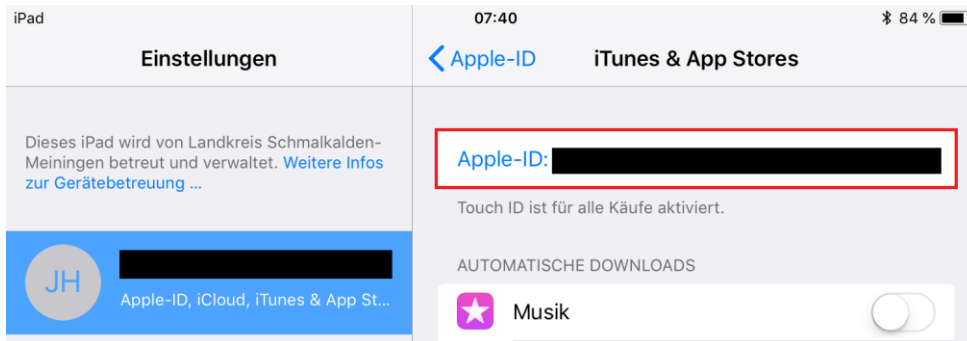 iPad
07:40
84 %
Einstellungen
Apple-ID
iTunes & App Stores
Dieses iPad wird von Landkreis Schmalkalden-
Meiningen betreut und verwaltet. Weitere Infos
zur Gerätebetreuung ...
JH
Apple-ID, iCloud, iTunes & App St...
Apple-ID:
Touch ID ist für alle Käufe aktiviert.
AUTOMATISCHE DOWNLOADS
Musik